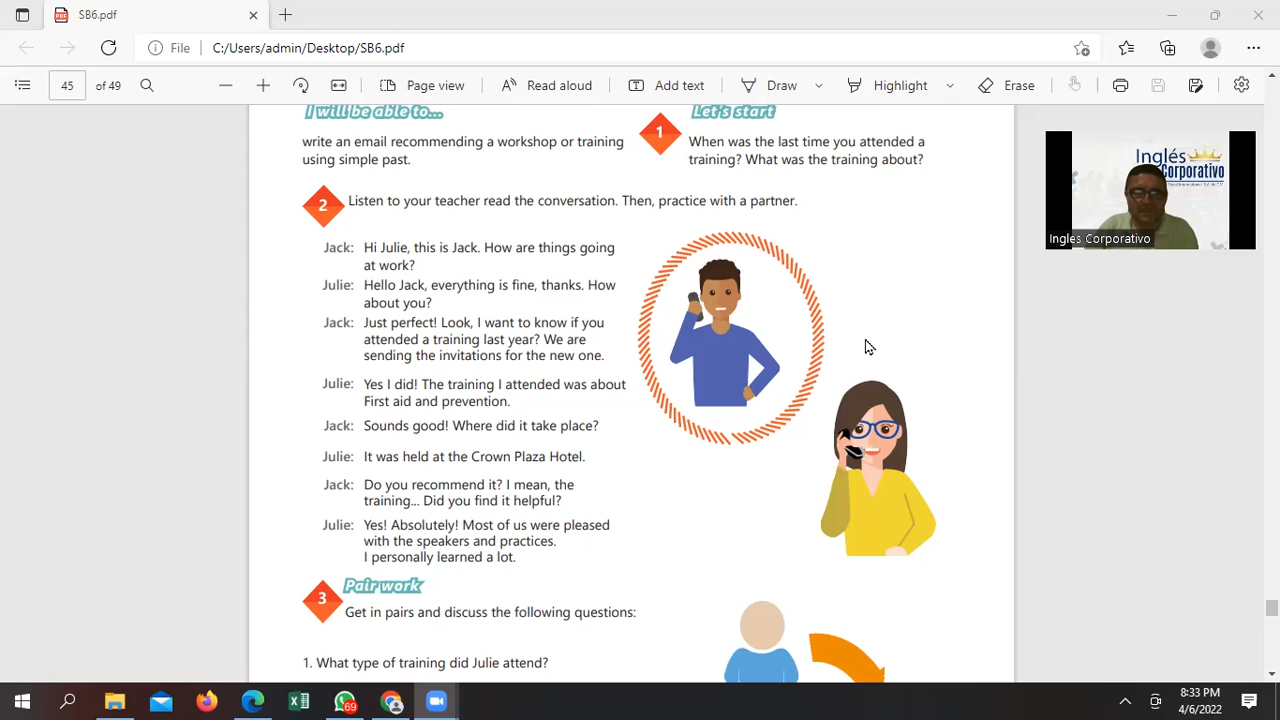 SB6.pdf
File
C:/Users/admin/Desktop/SB6.pdf
45 of 49
Page view
Read aloud
Add text
Draw
Highlight
Erase
I will be able to...
write an email recommending a workshop or training
using simple past.
1
Let's start
When was the last time you attended a
training? What was the training about?
2
Listen to your teacher read the conversation. Then, practice with a partner.
Jack: Hi Julie, this is Jack. How are things going
at work?
Julie: Hello Jack, everything is fine, thanks. How
about you?
Jack: Just perfect! Look, I want to know if you
attended a training last year? We are
sending the invitations for the new one.
Julie: Yes I did! The training I attended was about
First aid and prevention.
Jack: Sounds good! Where did it take place?
Julie: It was held at the Crown Plaza Hotel.
Jack: Do you recommend it? I mean, the
training... Did you find it helpful?
Julie: Yes! Absolutely! Most of us were pleased
with the speakers and practices.
I personally learned a lot.
3
Pair work
Get in pairs and discuss the following questions:
1. What type of training did Julie attend?
Inglés
Corporativo
Ingles Corporativo
69
8:33 PM
4/6/2022